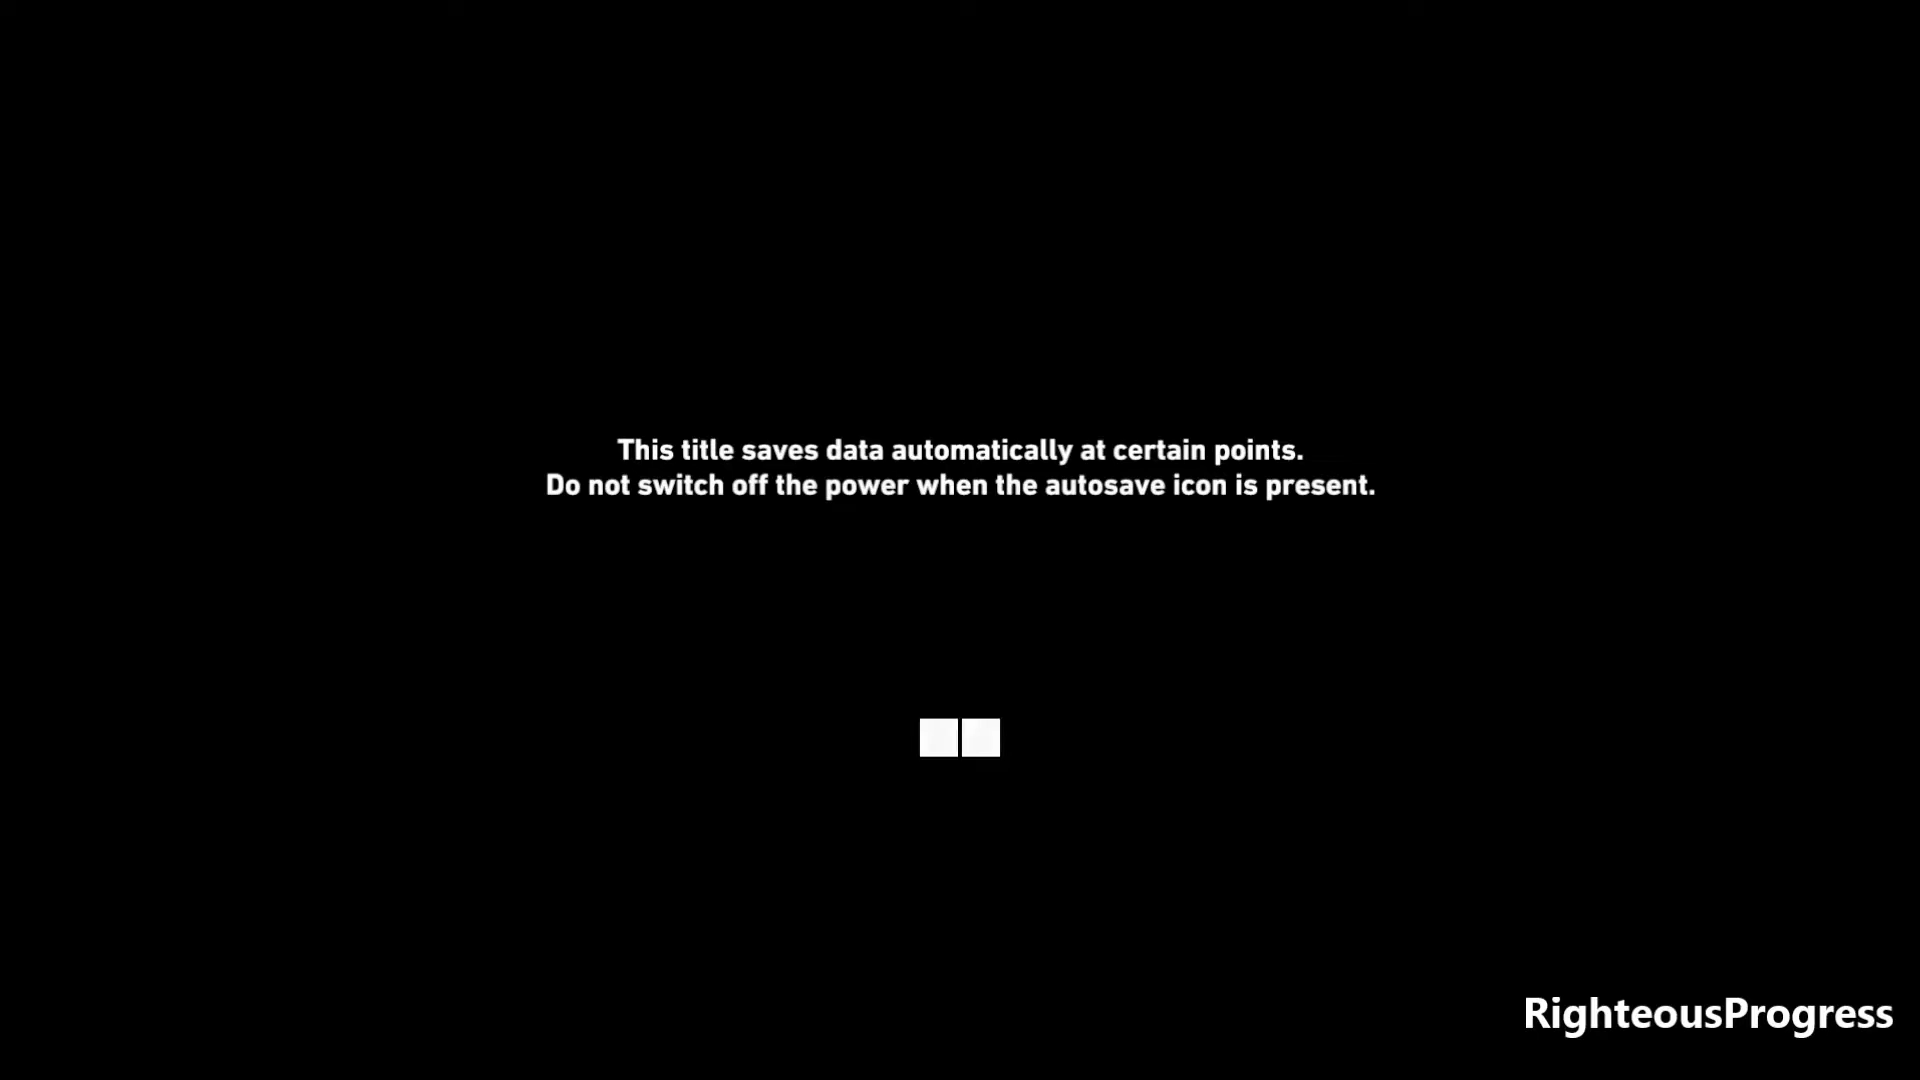 This title saves data automatically at certain points.
Do not switch off the power when the autosave icon is present.
RighteousProgress